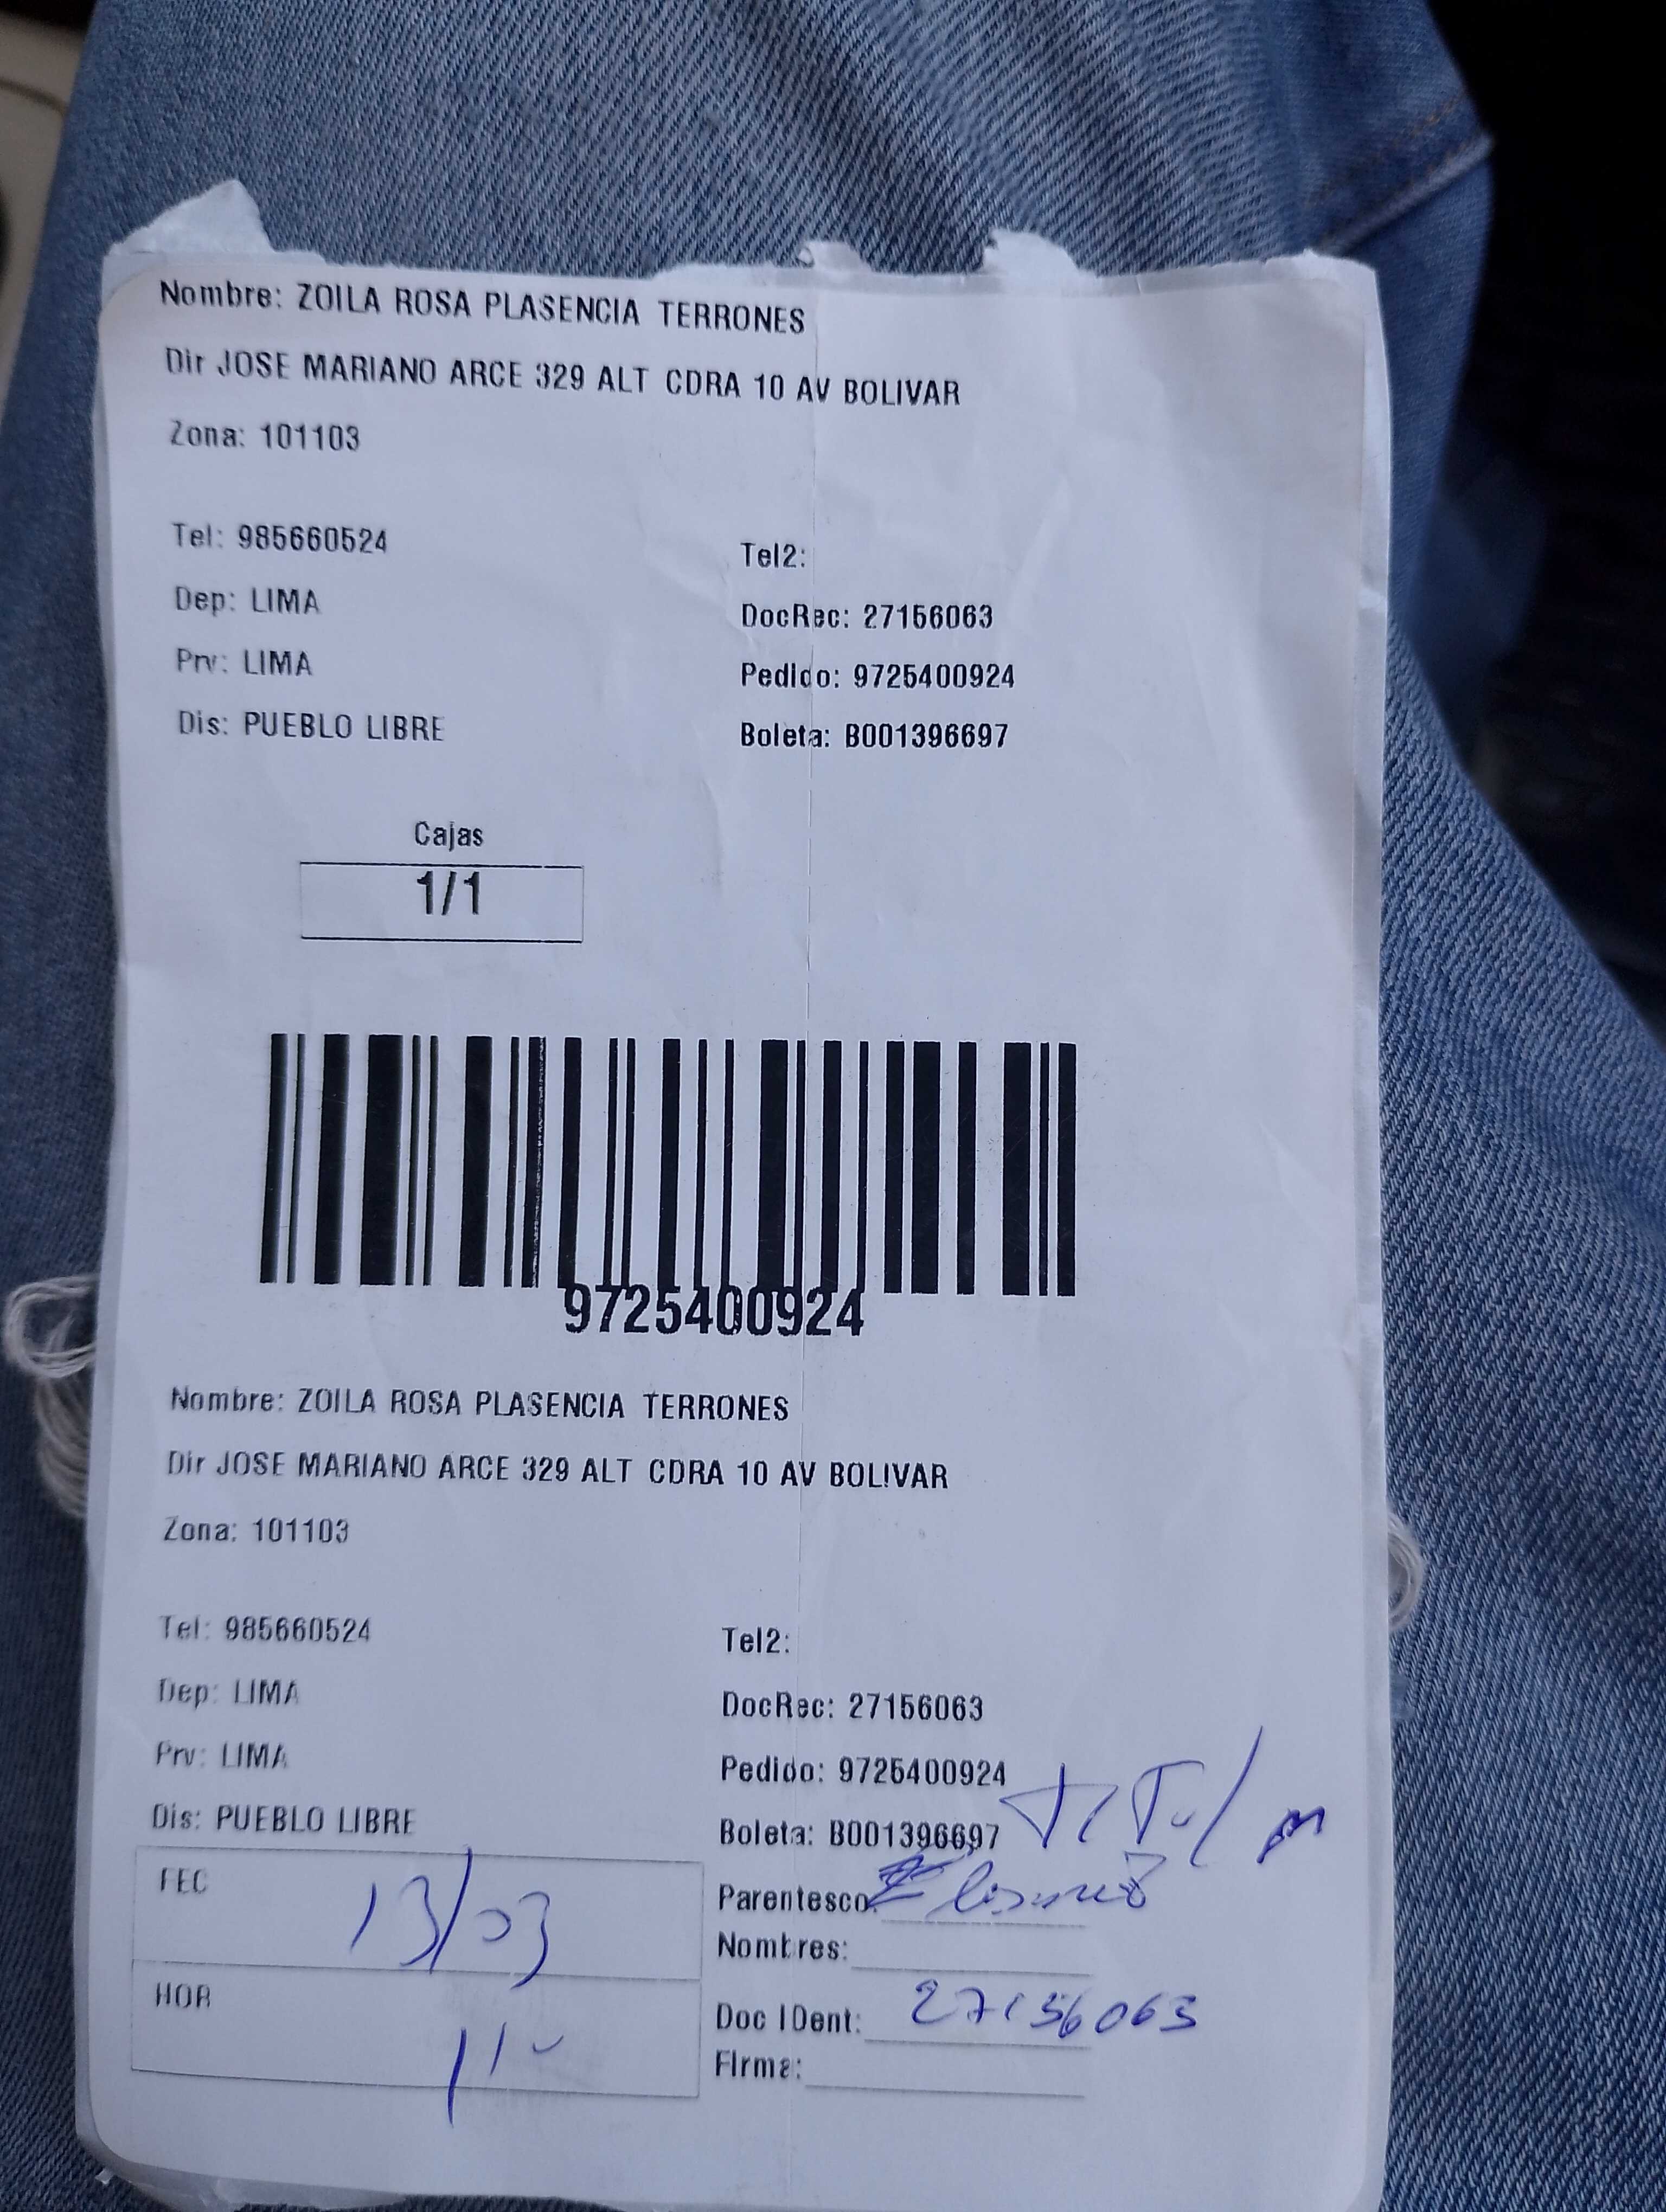 Nombre: ZOILA ROSA PLASENCIA TERRONES
Dir JOSE MARIANO ARCE 329 ALT CDRA 10 AV BOLIVAR
Zona: 101103
Tel: 985660524 Tel2:
Dep: LIMA DocRec: 27156063
Prv: LIMA Pedido: 9725400924
Dis: PUEBLO LIBRE Boleta: B001396697
Cajas
1/1
9725400924
Nombre: ZOILA ROSA PLASENCIA TERRONES
Dir JOSE MARIANO ARCE 329 ALT CDRA 10 AV BOLIVAR
Zona: 101103
Tel: 985660524 Tel2:
Dep: LIMA DocRec: 27156063
Prv: LIMA Pedido: 9725400924
Dis: PUEBLO LIBRE Boleta: B001396697
FEC 13/03 Parentesco:
Nombres:
HOR Doc IDent: 27156063
Firma: